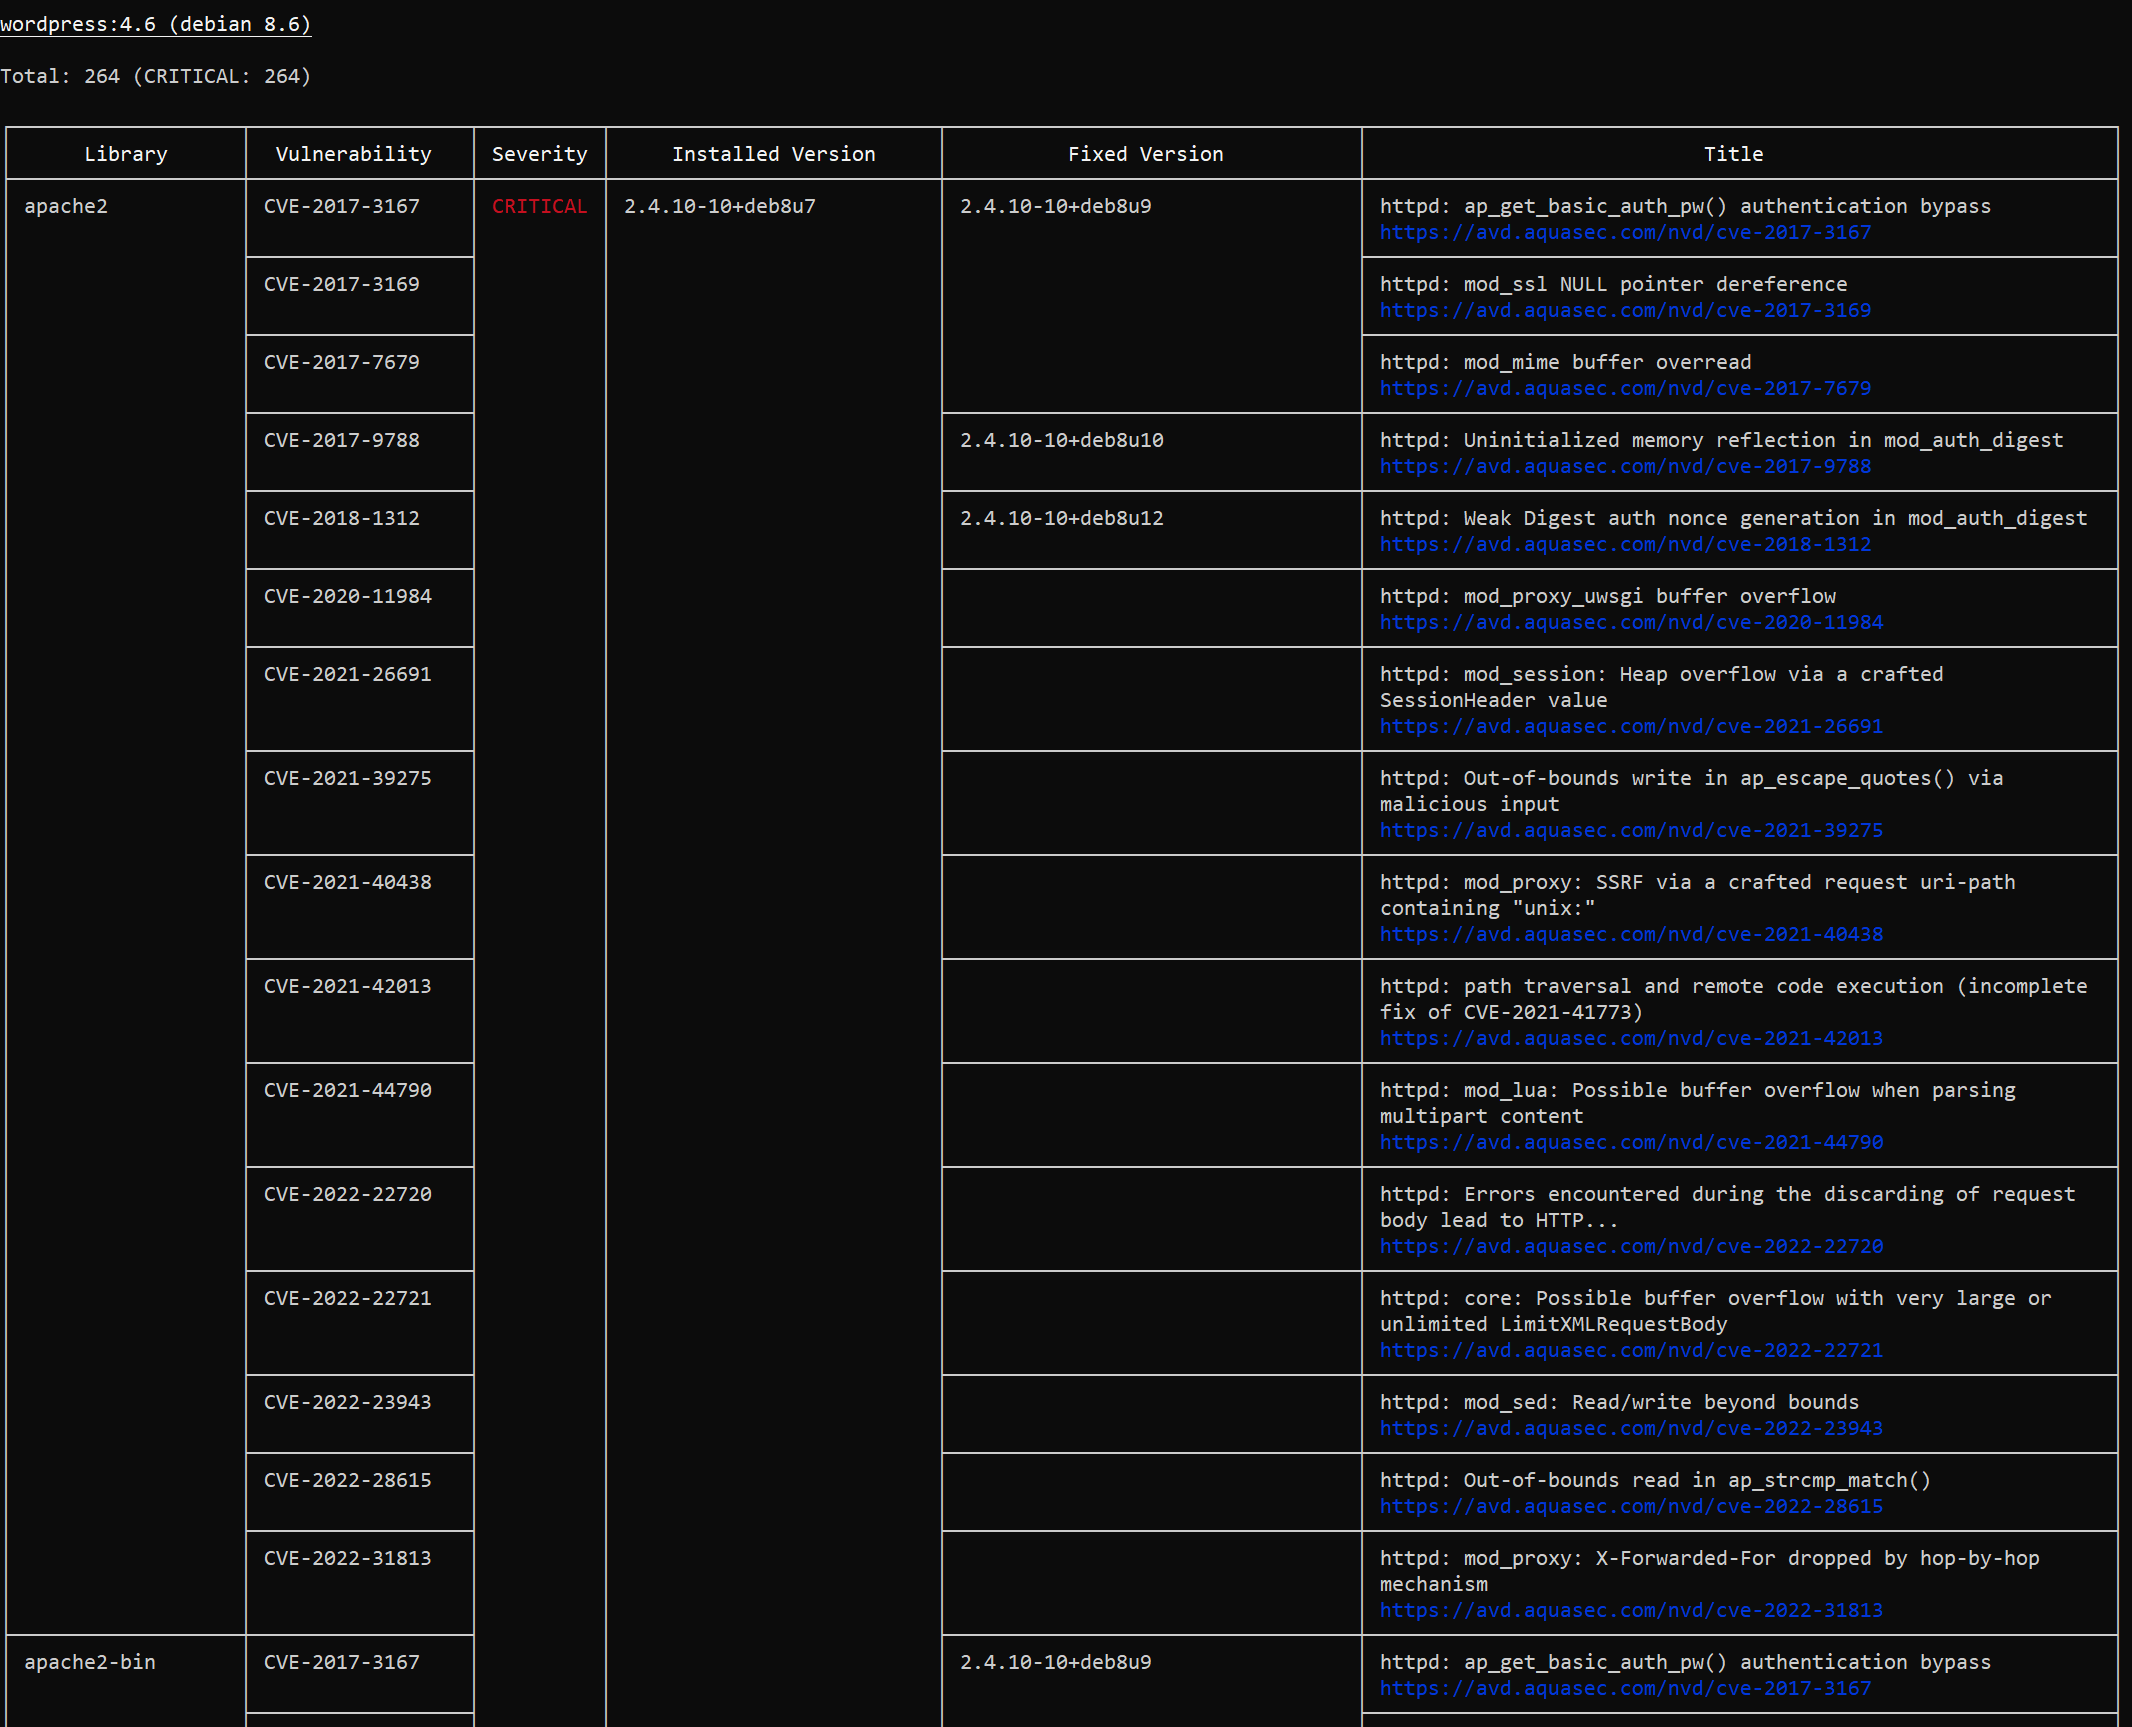 wordpress:4.6 (debian 8.6)
Total: 264 (CRITICAL: 264)
Library Vulnerability Severity Installed Version Fixed Version Title
apache2 CVE-2017-3167 CRITICAL 2.4.10-10+deb8u7 2.4.10-10+deb8u9 httpd: ap_get_basic_auth_pw() authentication bypass
https://avd.aquasec.com/nvd/cve-2017-3167
CVE-2017-3169 httpd: mod_ssl NULL pointer dereference
https://avd.aquasec.com/nvd/cve-2017-3169
CVE-2017-7679 httpd: mod_mime buffer overread
https://avd.aquasec.com/nvd/cve-2017-7679
CVE-2017-9788 2.4.10-10+deb8u10 httpd: Uninitialized memory reflection in mod_auth_digest
https://avd.aquasec.com/nvd/cve-2017-9788
CVE-2018-1312 2.4.10-10+deb8u12 httpd: Weak Digest auth nonce generation in mod_auth_digest
https://avd.aquasec.com/nvd/cve-2018-1312
CVE-2020-11984 httpd: mod_proxy_uwsgi buffer overflow
https://avd.aquasec.com/nvd/cve-2020-11984
CVE-2021-26691 httpd: mod_session: Heap overflow via a crafted
SessionHeader value
https://avd.aquasec.com/nvd/cve-2021-26691
CVE-2021-39275 httpd: Out-of-bounds write in ap_escape_quotes() via
malicious input
https://avd.aquasec.com/nvd/cve-2021-39275
CVE-2021-40438 httpd: mod_proxy: SSRF via a crafted request uri-path
containing "unix:"
https://avd.aquasec.com/nvd/cve-2021-40438
CVE-2021-42013 httpd: path traversal and remote code execution (incomplete
fix of CVE-2021-41773)
https://avd.aquasec.com/nvd/cve-2021-42013
CVE-2021-44790 httpd: mod_lua: Possible buffer overflow when parsing
multipart content
https://avd.aquasec.com/nvd/cve-2021-44790
CVE-2022-22720 httpd: Errors encountered during the discarding of request
body lead to HTTP...
https://avd.aquasec.com/nvd/cve-2022-22720
CVE-2022-22721 httpd: core: Possible buffer overflow with very large or
unlimited LimitXMLRequestBody
https://avd.aquasec.com/nvd/cve-2022-22721
CVE-2022-23943 httpd: mod_sed: Read/write beyond bounds
https://avd.aquasec.com/nvd/cve-2022-23943
CVE-2022-28615 httpd: Out-of-bounds read in ap_strcmp_match()
https://avd.aquasec.com/nvd/cve-2022-28615
CVE-2022-31813 httpd: mod_proxy: X-Forwarded-For dropped by hop-by-hop
mechanism
https://avd.aquasec.com/nvd/cve-2022-31813
apache2-bin CVE-2017-3167 2.4.10-10+deb8u9 httpd: ap_get_basic_auth_pw() authentication bypass
https://avd.aquasec.com/nvd/cve-2017-3167